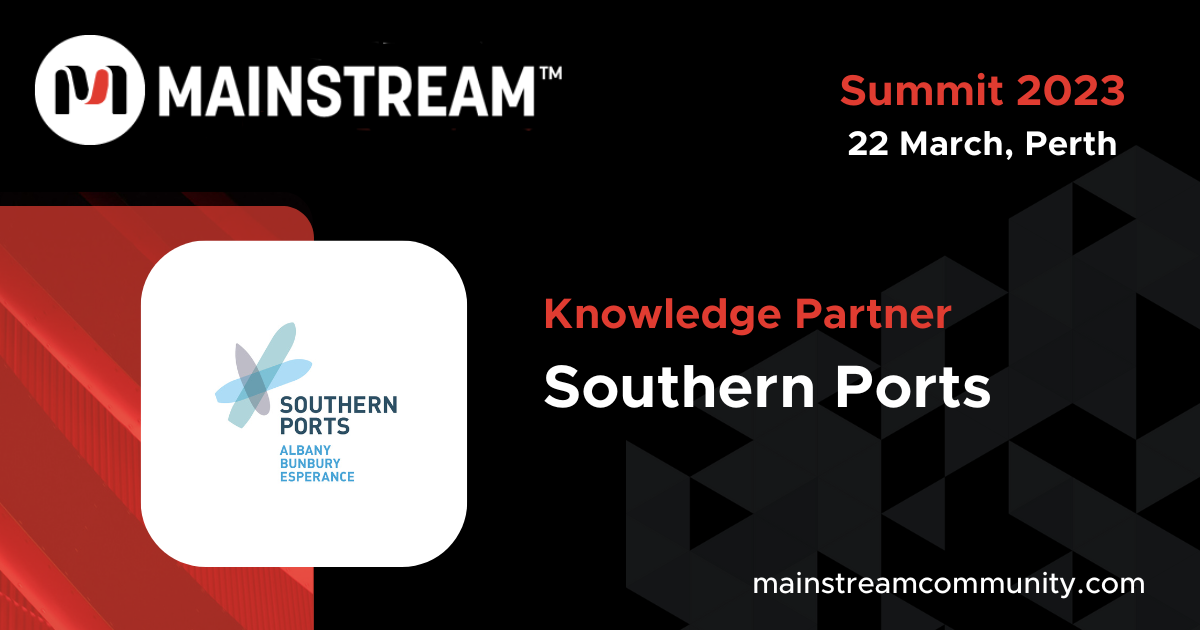 MAINSTREAM™
Summit 2023
22 March, Perth
Knowledge Partner
Southern Ports
SOUTHERN
PORTS
ALBANY
BUNBURY
ESPERANCE
mainstreamcommunity.com